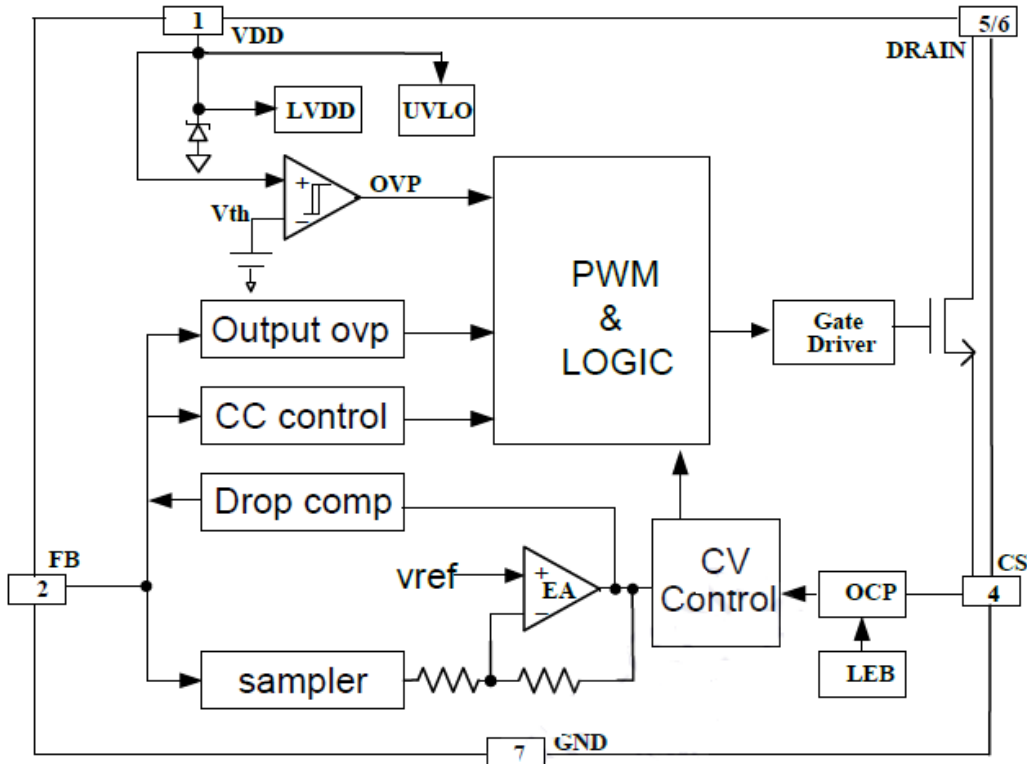 1
VDD
5/6
DRAIN
LVDD
UVLO
OVP
Vth
+
−
PWM
&
LOGIC
Output ovp
Gate
Driver
CC control
Drop comp
FB
2
vref
+
EA
−
CV
Control
OCP
CS
4
sampler
LEB
7
GND